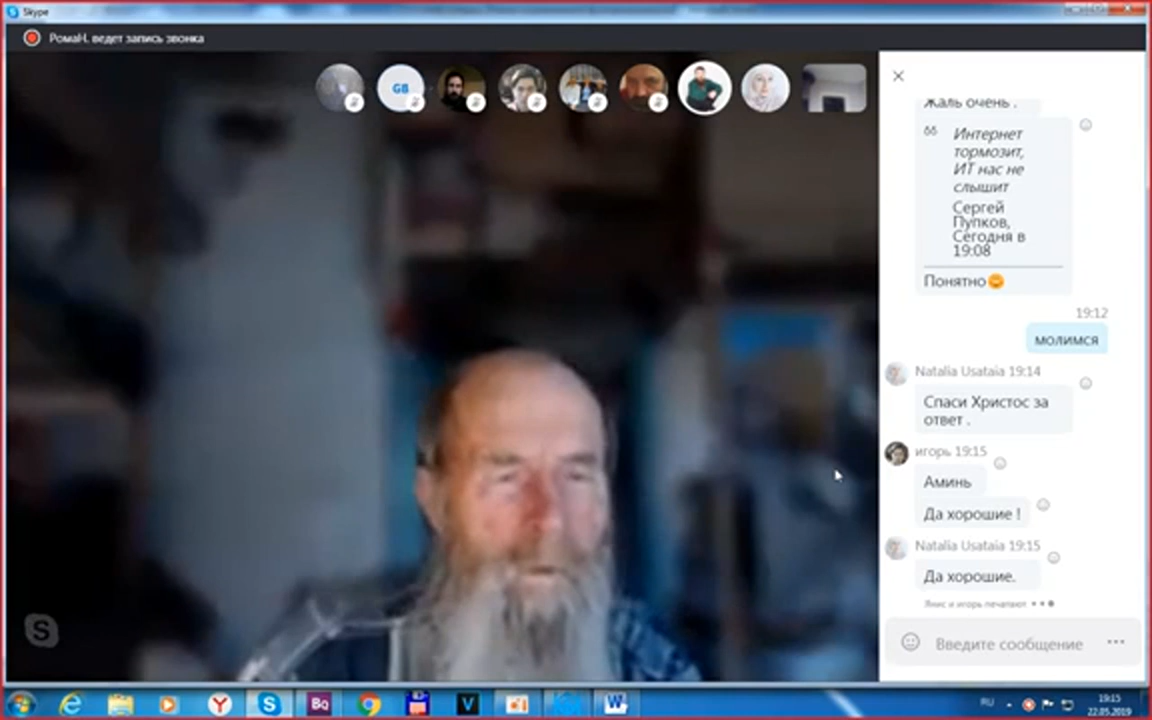 Skype
РомаН. ведет запись звонка
GB
Жаль очень .
Интернет
тормозит,
ИТ нас не
слышит
Сергей
Пупков,
Сегодня в
19:08
Понятно
19:12
молимся
Natalia Usataia 19:14
Спаси Христос за
ответ .
игорь 19:15
Аминь
Да хорошие !
Natalia Usataia 19:15
Да хорошие.
Янис и игорь печатают
Введите сообщение
S
Y
S
Bq
V
W
RU
19:15
22.05.2019